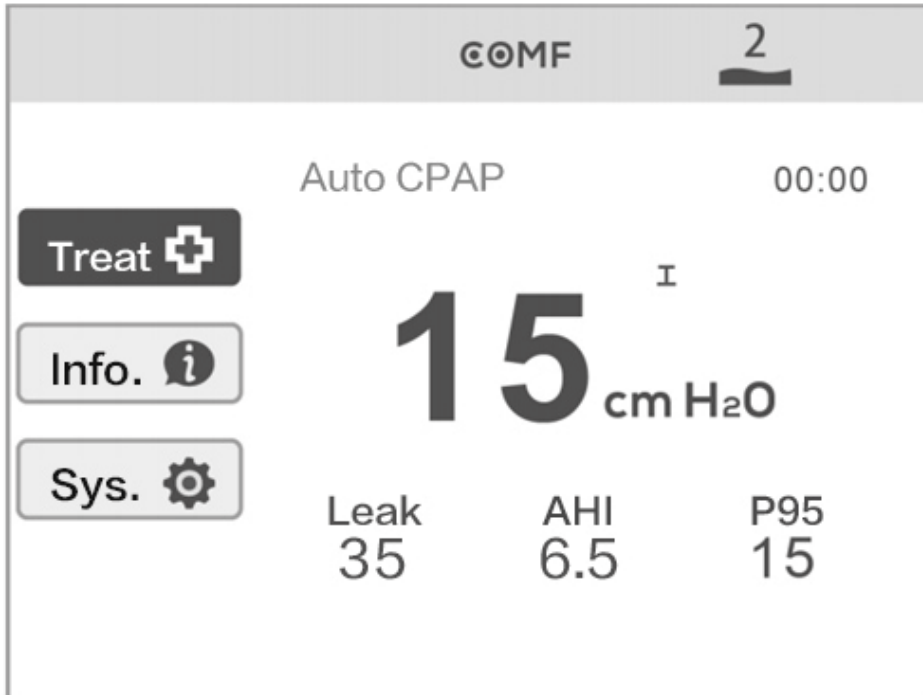 COMF 2
Auto CPAP 00:00
Treat
I
15 cm H₂O
Info.
Sys.
Leak AHI P95
35 6.5 15